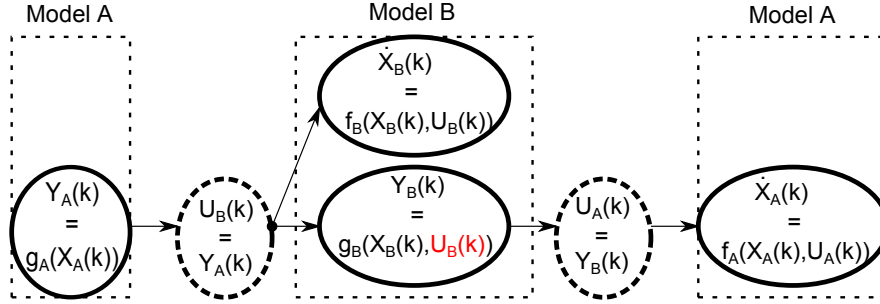 Model A
Y_A(k)
=
g_A(X_A(k))
U_B(k)
=
Y_A(k)
Model B
Ẋ_B(k)
=
f_B(X_B(k),U_B(k))
Y_B(k)
=
g_B(X_B(k),U_B(k))
U_A(k)
=
Y_B(k)
Model A
Ẋ_A(k)
=
f_A(X_A(k),U_A(k))